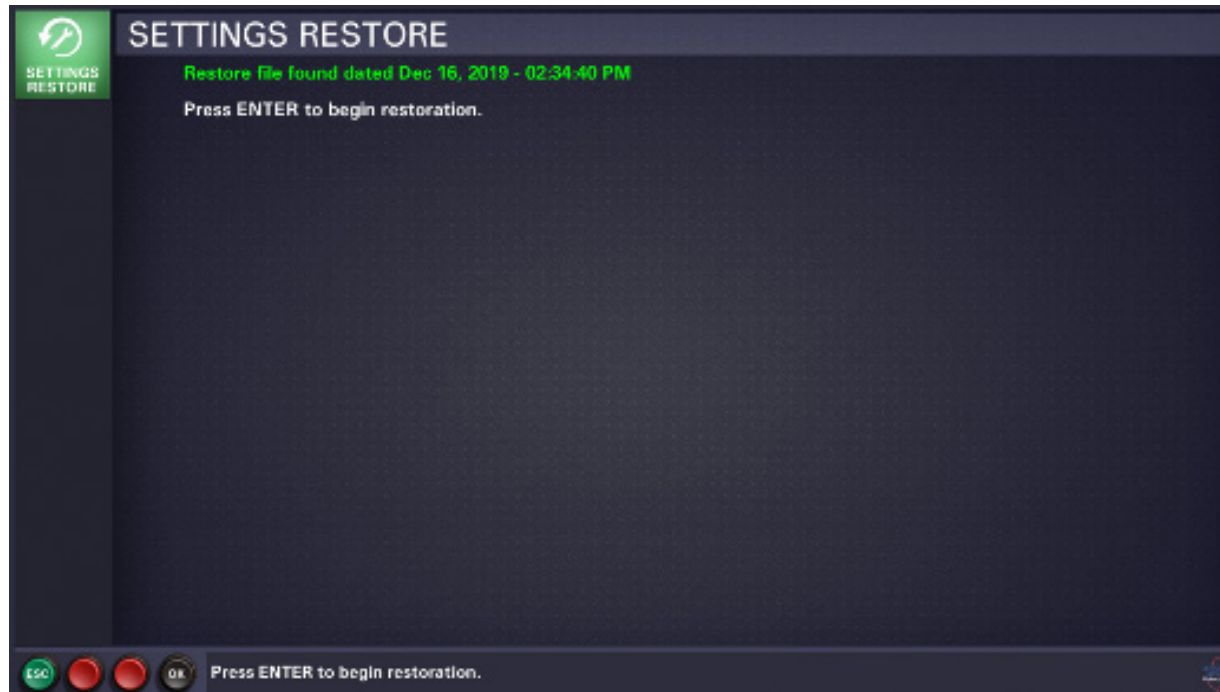 SETTINGS RESTORE
SETTINGS
RESTORE
Restore file found dated Dec 16, 2019 - 02:34:40 PM
Press ENTER to begin restoration.
ESC
OK
Press ENTER to begin restoration.